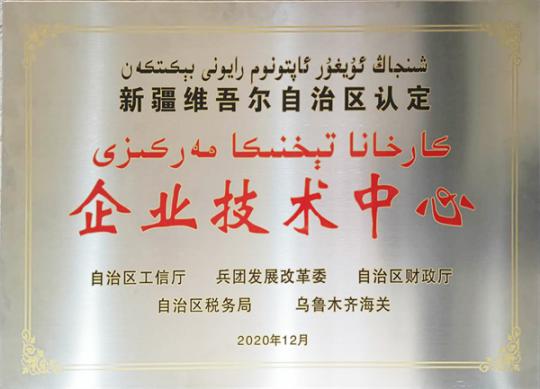 شىنجاڭ ئۇيغۇر ئاپتونوم رايونى بېكىتكەن
新疆维吾尔自治区认定
كارخانا تېخنىكا مەركىزى
企业技术中心
自治区工信厅 兵团发展改革委 自治区财政厅
自治区税务局 乌鲁木齐海关
2020年12月